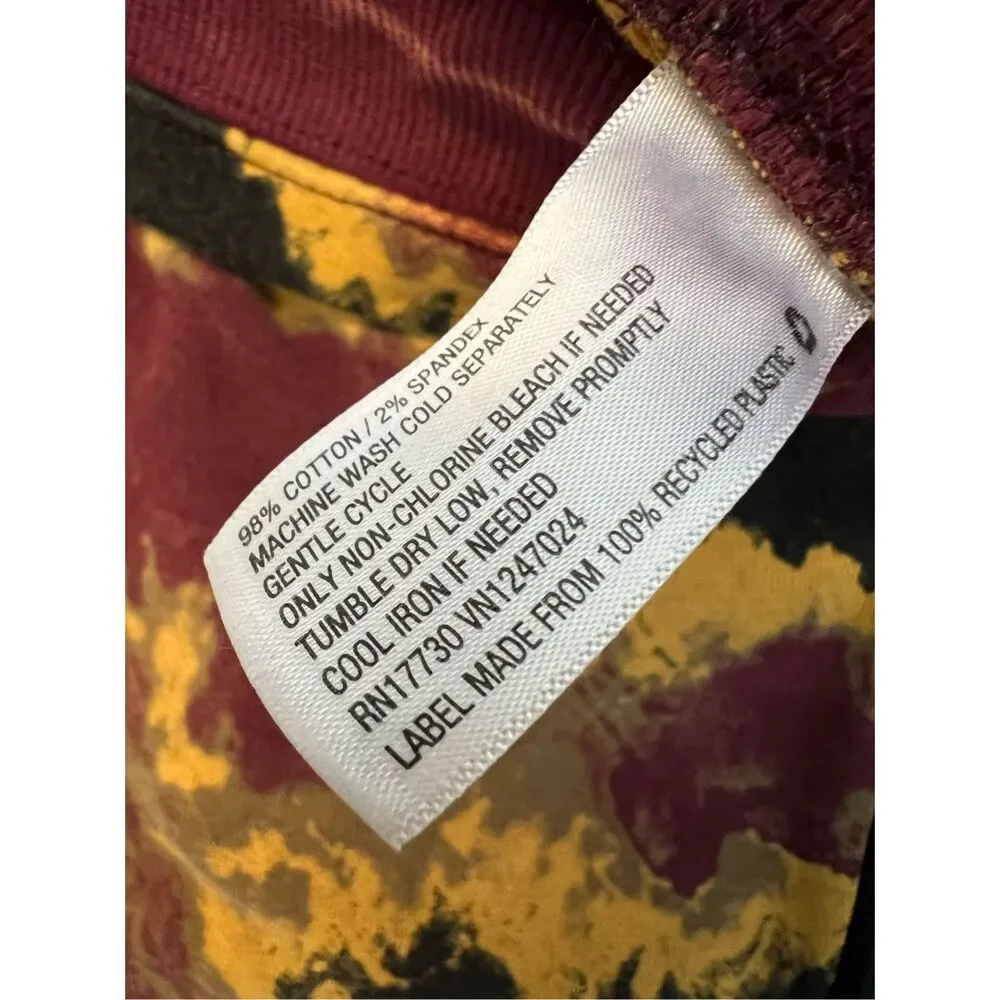 98% COTTON / 2% SPANDEX
MACHINE WASH COLD SEPARATELY
GENTLE CYCLE
ONLY NON-CHLORINE BLEACH IF NEEDED
TUMBLE DRY LOW, REMOVE PROMPTLY
COOL IRON IF NEEDED
RN17730 VN1247024
LABEL MADE FROM 100% RECYCLED PLASTIC